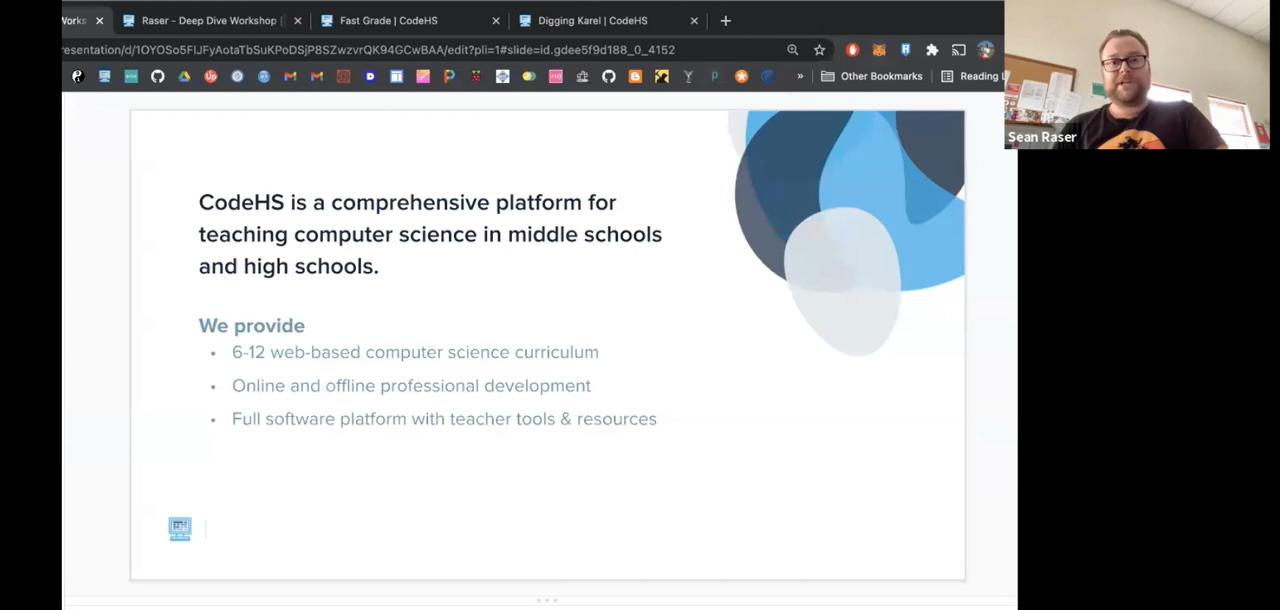 Works
Raser - Deep Dive Workshop
Fast Grade | CodeHS
Digging Karel | CodeHS
resentation/d/1OYOSo5FIJFyAotaTbSuKPoDSjP8SZwzvrQK94GCwBAA/edit?pli=1#slide=id.gdee5f9d188_0_4152
Other Bookmarks
Reading
Sean Raser
CodeHS is a comprehensive platform for
teaching computer science in middle schools
and high schools.
We provide
• 6-12 web-based computer science curriculum
• Online and offline professional development
• Full software platform with teacher tools & resources